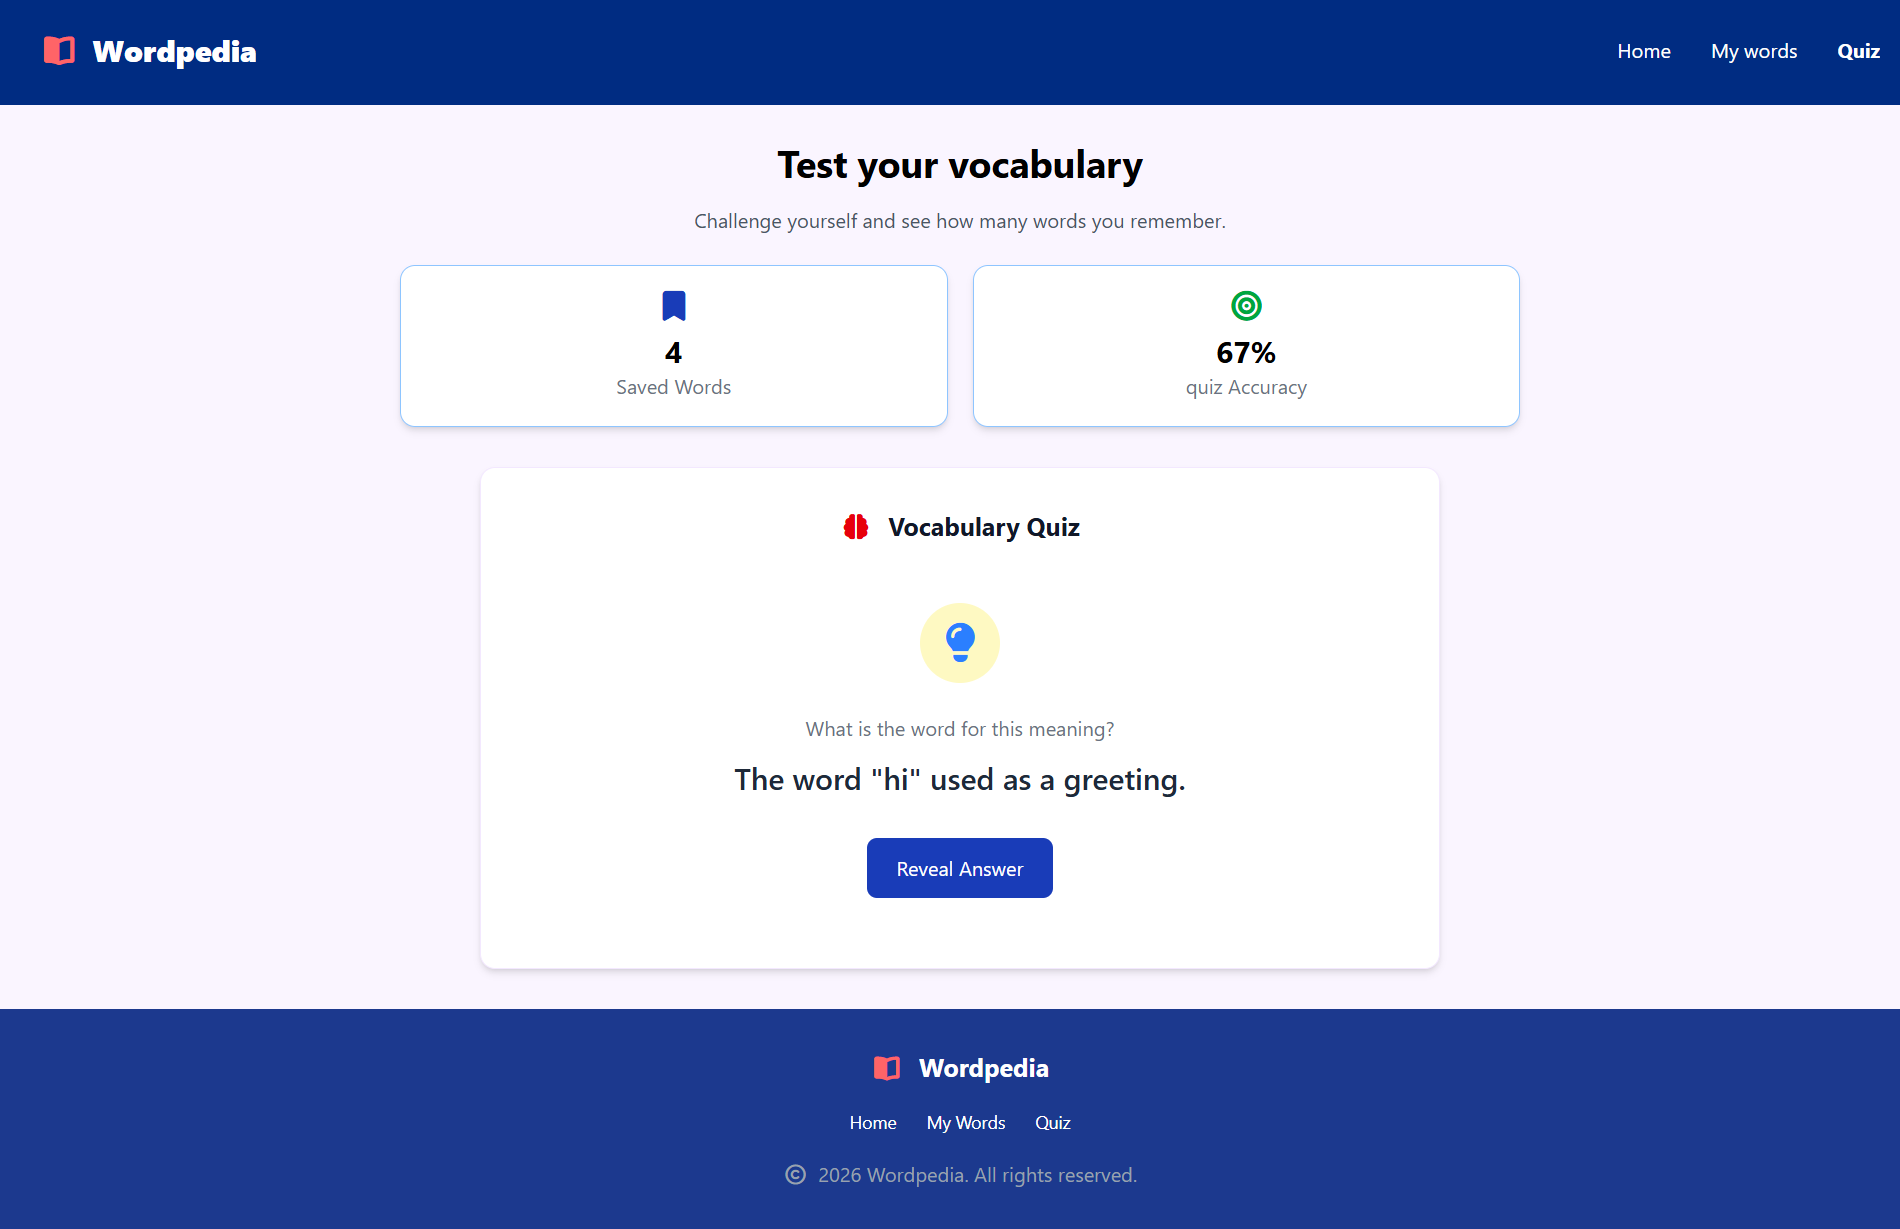 Wordpedia
Home My words Quiz
Test your vocabulary
Challenge yourself and see how many words you remember.
4
Saved Words
67%
quiz Accuracy
Vocabulary Quiz
What is the word for this meaning?
The word "hi" used as a greeting.
Reveal Answer
Wordpedia
Home My Words Quiz
© 2026 Wordpedia. All rights reserved.